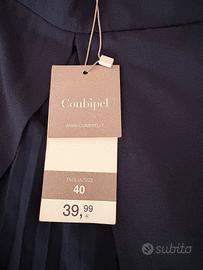 Conbipel
WWW.CONBIPEL.IT
TAGLIA/SIZE
40
39,99
€
subito